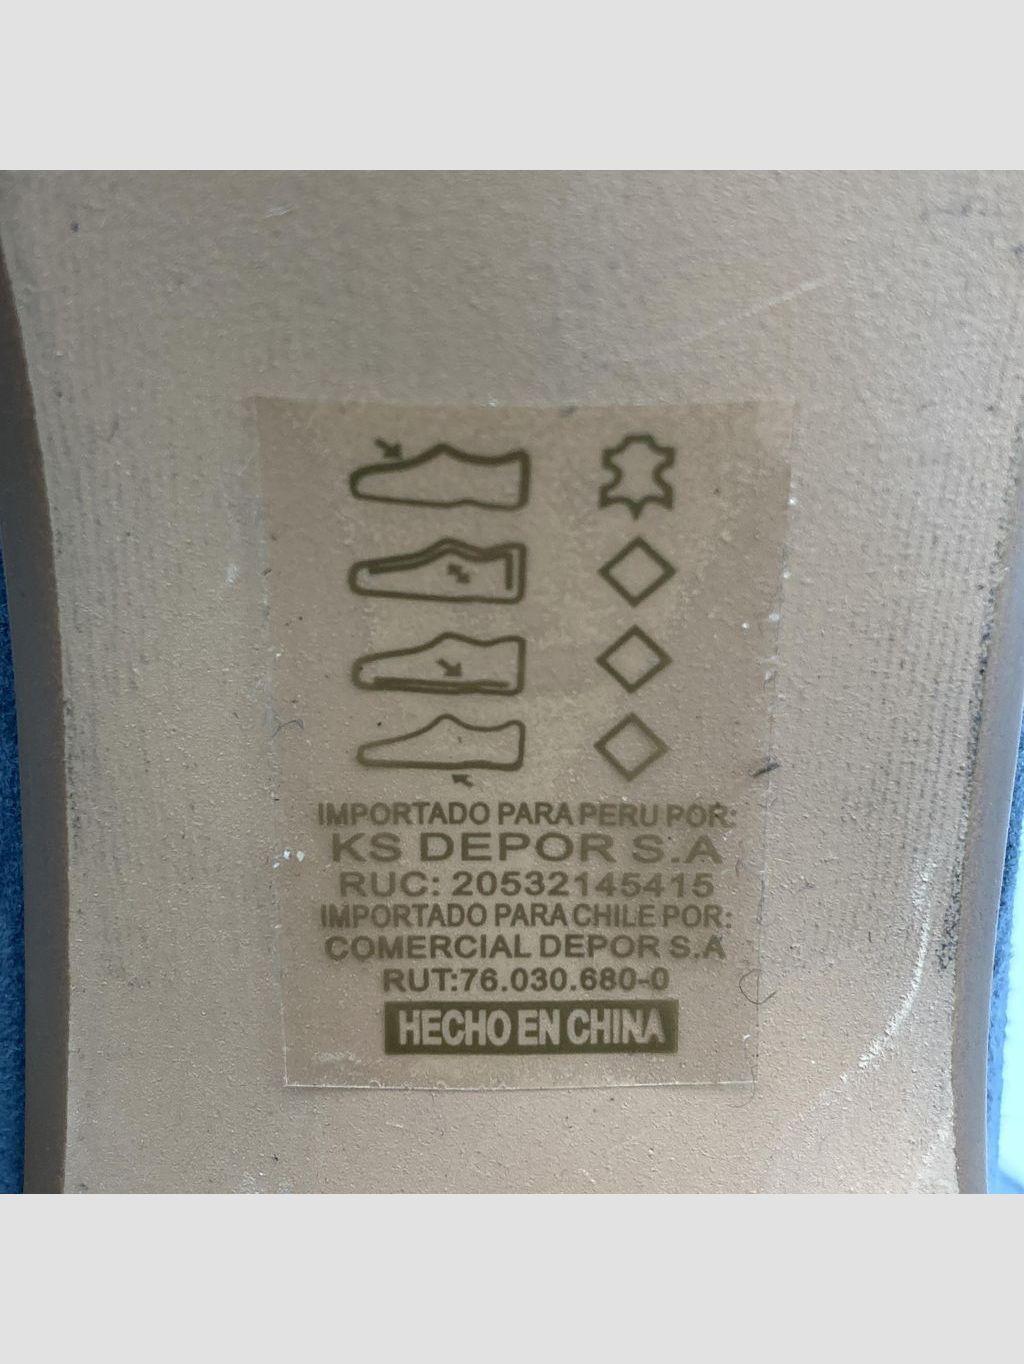 IMPORTADO PARA PERU POR:
KS DEPOR S.A
RUC: 20532145415
IMPORTADO PARA CHILE POR:
COMERCIAL DEPOR S.A
RUT:76.030.680-0
HECHO EN CHINA